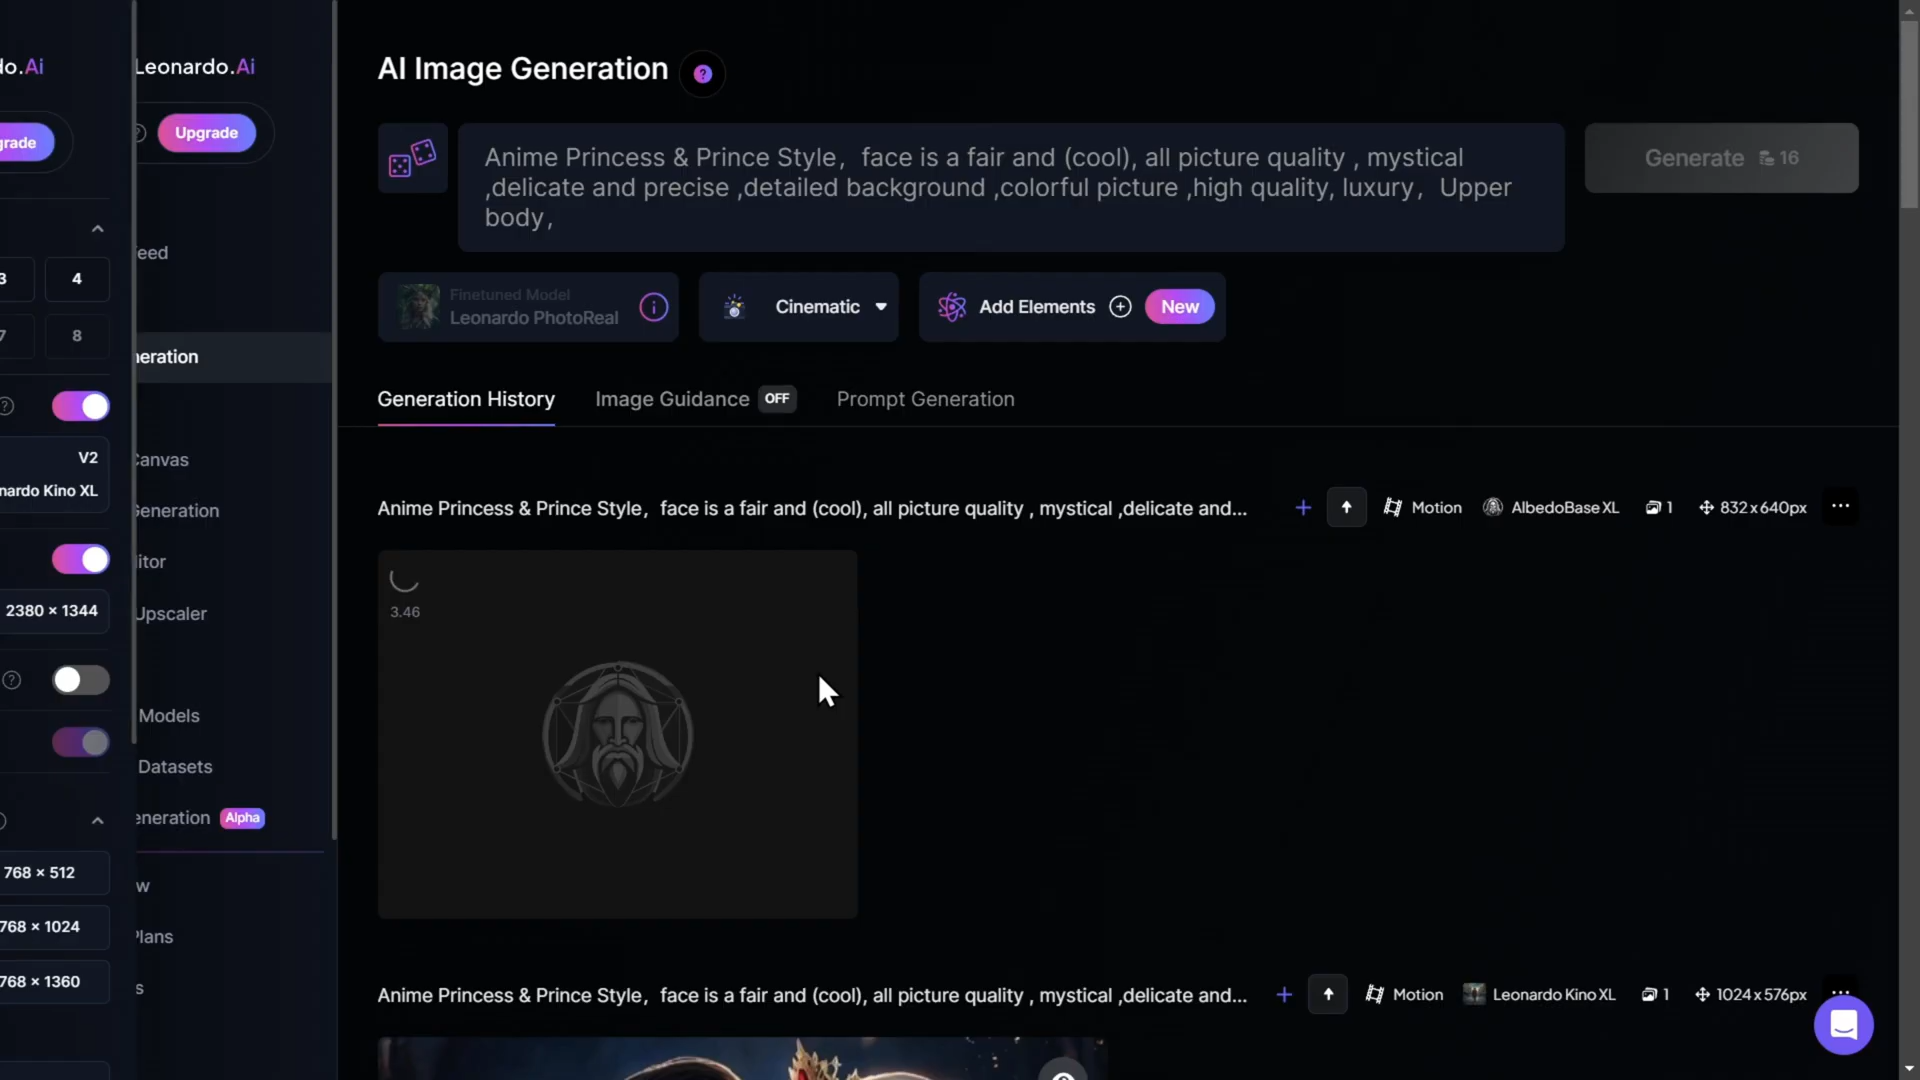 do.Ai
grade
3
4
7
8
V2
nardo Kino XL
2380 × 1344
768 × 512
768 × 1024
768 × 1360
Leonardo.Ai
Upgrade
eed
neration
Canvas
Generation
itor
Upscaler
Models
Datasets
eneration Alpha
w
Plans
s
AI Image Generation ?
Anime Princess & Prince Style, face is a fair and (cool), all picture quality , mystical
,delicate and precise ,detailed background ,colorful picture ,high quality, luxury, Upper
body,
Generate 16
Finetuned Model
Leonardo PhotoReal
Cinematic
Add Elements
New
Generation History
Image Guidance OFF
Prompt Generation
Anime Princess & Prince Style, face is a fair and (cool), all picture quality , mystical ,delicate and...
Motion
AlbedoBase XL
1
832 x 640px
3.46
Anime Princess & Prince Style, face is a fair and (cool), all picture quality , mystical ,delicate and...
Motion
Leonardo Kino XL
1
1024 x 576px